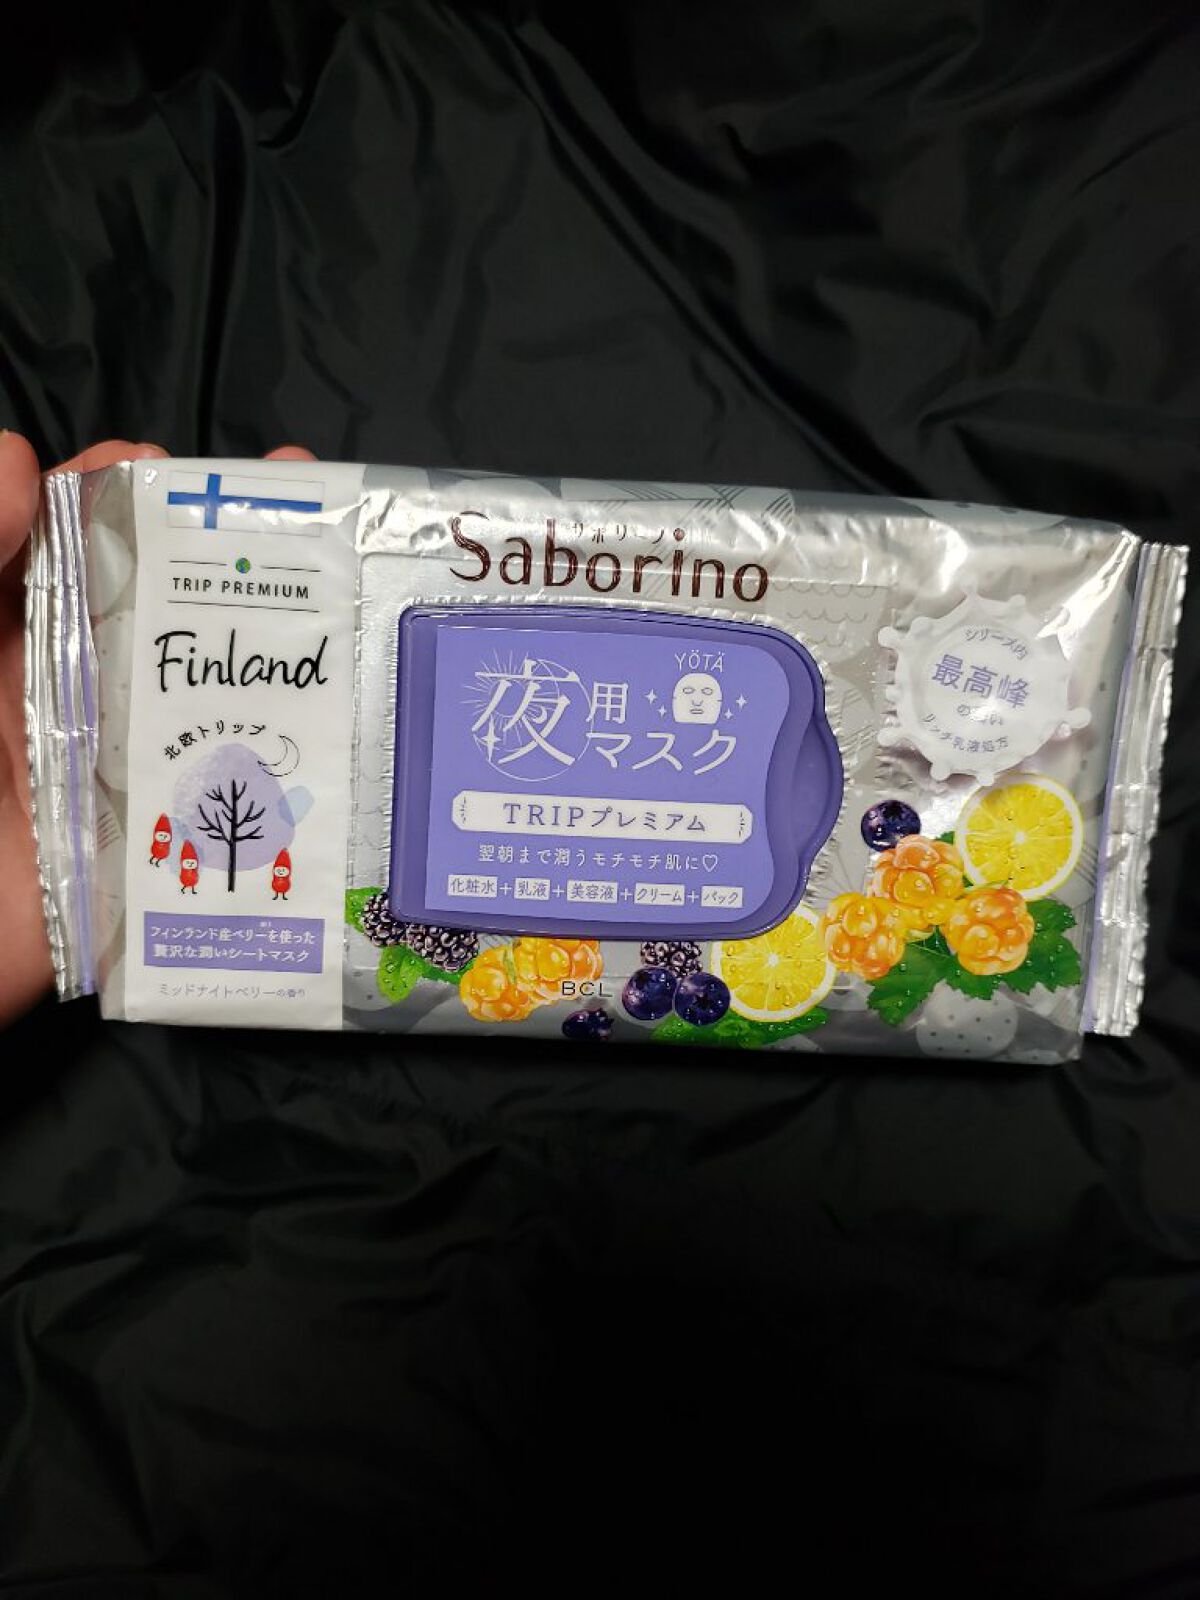 TRIP PREMIUM
Finland
北欧トリップ
フィンランド産ベリーを使った
贅沢な潤いシートマスク
ミッドナイトベリーの香り
サボリーノ
Saborino
YÖTÄ
夜用
マスク
TRIPプレミアム
翌朝まで潤うモチモチ肌に♡
化粧水+乳液+美容液+クリーム+パック
BCL
シリーズ内
最高峰
の潤い
リッチ乳液処方